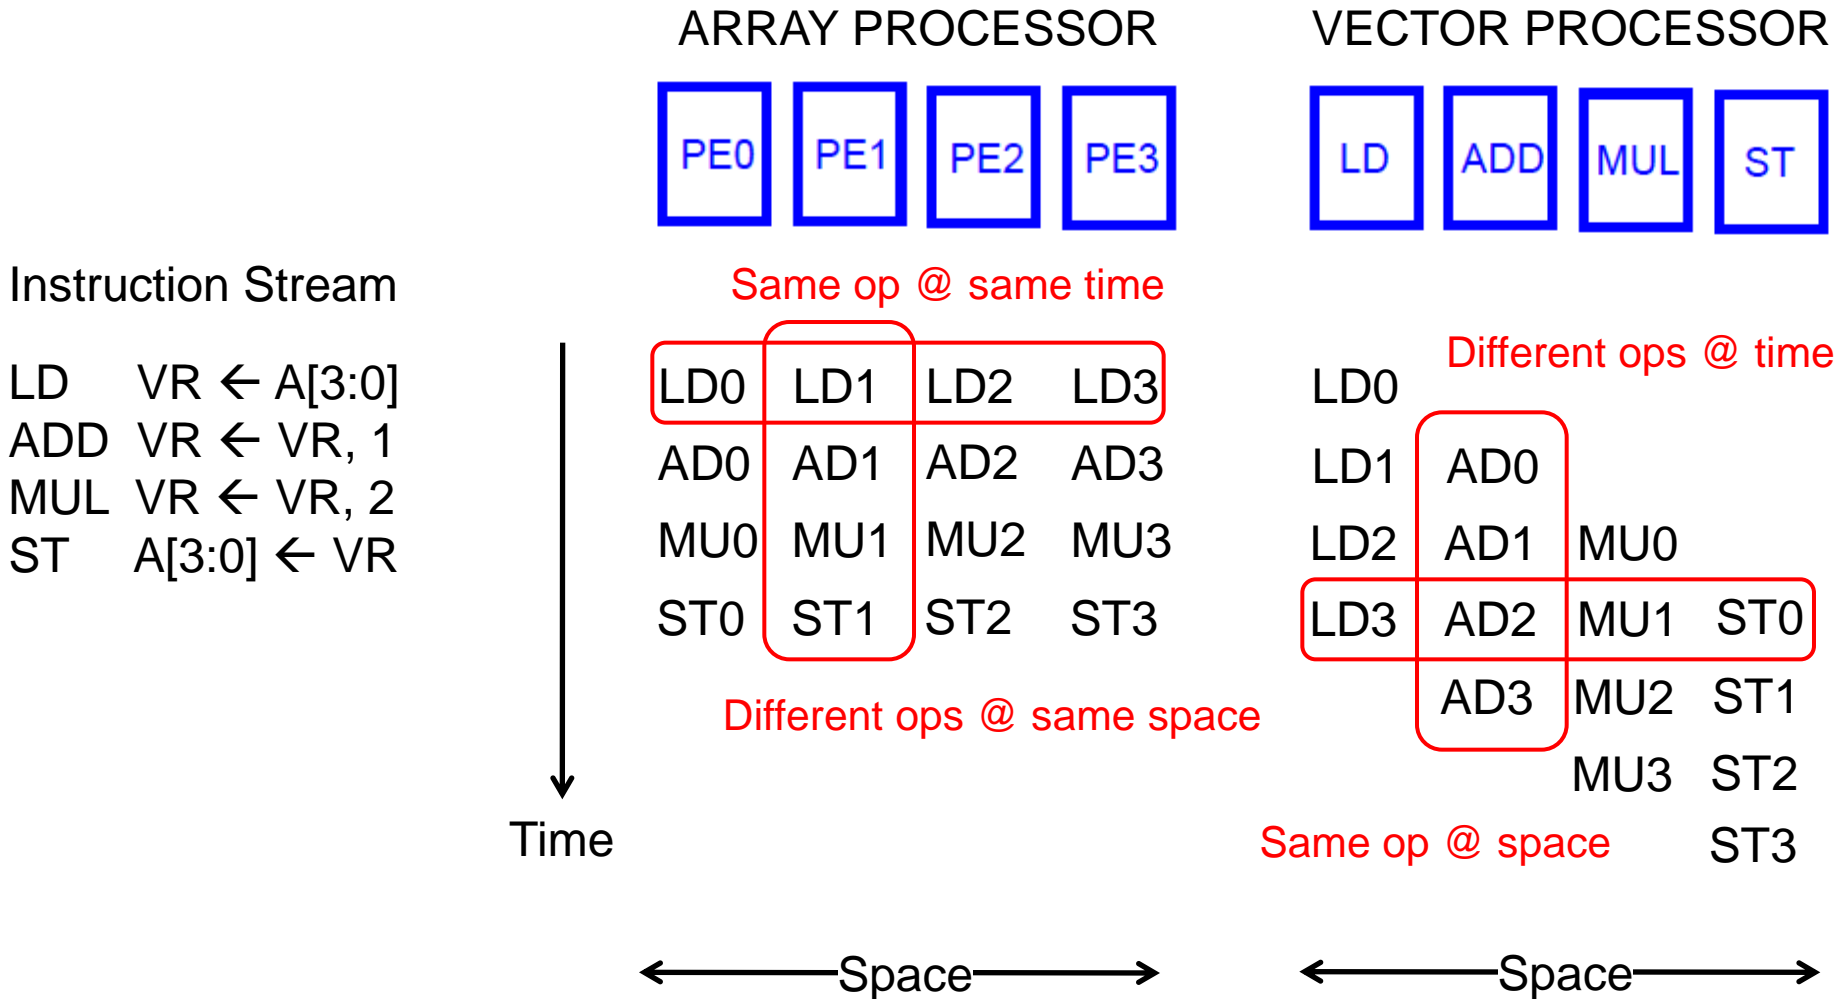 ARRAY PROCESSOR VECTOR PROCESSOR
PE0 PE1 PE2 PE3 LD ADD MUL ST
Instruction Stream
Same op @ same time
Different ops @ time
LD VR ← A[3:0]
ADD VR ← VR, 1
MUL VR ← VR, 2
ST A[3:0] ← VR
LD0 LD1 LD2 LD3
AD0 AD1 AD2 AD3
MU0 MU1 MU2 MU3
ST0 ST1 ST2 ST3
Different ops @ same space
LD0
LD1 AD0
LD2 AD1 MU0
LD3 AD2 MU1 ST0
AD3 MU2 ST1
MU3 ST2
ST3
Same op @ space
Time
Space Space